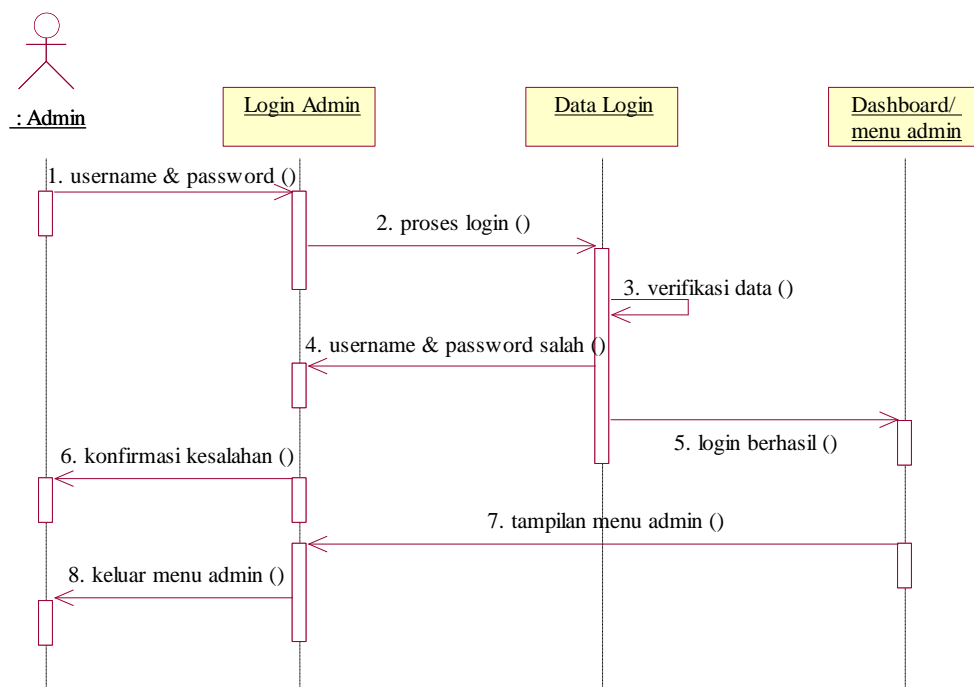 : Admin
Login Admin
Data Login
Dashboard/
menu admin
1. username & password ()
2. proses login ()
3. verifikasi data ()
4. username & password salah ()
5. login berhasil ()
6. konfirmasi kesalahan ()
7. tampilan menu admin ()
8. keluar menu admin ()